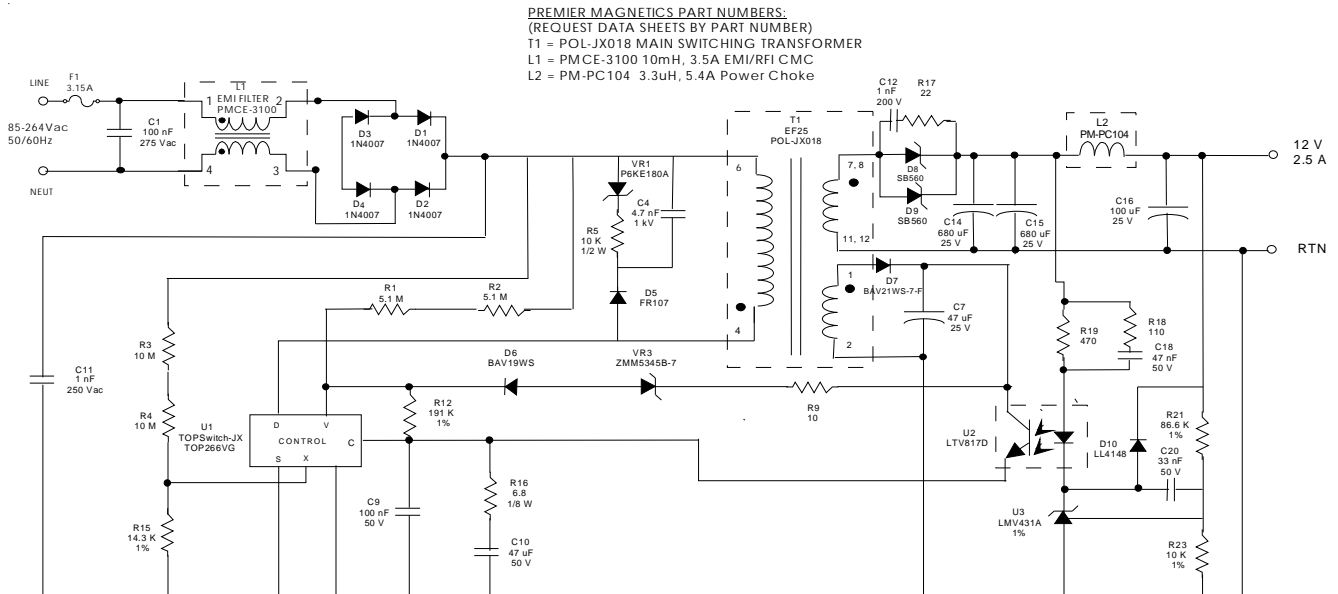 PREMIER MAGNETICS PART NUMBERS:
(REQUEST DATA SHEETS BY PART NUMBER)
T1 = POL-JX018 MAIN SWITCHING TRANSFORMER
L1 = PMCE-3100 10mH, 3.5A EMI/RFI CMC
L2 = PM-PC104 3.3uH, 5.4A Power Choke
LINE
F1
3.15A
85-264Vac
50/60Hz
NEUT
C1
100 nF
275 Vac
L1
EMI FILTER
PMCE-3100
1
2
4
3
D3
1N4007
D1
1N4007
D4
1N4007
D2
1N4007
VR1
P6KE180A
C4
4.7 nF
1 kV
R5
10 K
1/2 W
D5
FR107
T1
EF25
POL-JX018
6
4
7, 8
11, 12
1
2
C12
1 nF
200 V
R17
22
D8
SB560
D9
SB560
C14
680 uF
25 V
C15
680 uF
25 V
L2
PM-PC104
C16
100 uF
25 V
12 V
2.5 A
RTN
D7
BAV21WS-7-F
C7
47 uF
25 V
R1
5.1 M
R2
5.1 M
R3
10 M
R4
10 M
C11
1 nF
250 Vac
D6
BAV19WS
VR3
ZMM5345B-7
R9
10
R12
191 K
1%
U1
TOPSwitch-JX
TOP266VG
D
V
CONTROL
C
S
X
R15
14.3 K
1%
C9
100 nF
50 V
R16
6.8
1/8 W
C10
47 uF
50 V
R19
470
R18
110
C18
47 nF
50 V
U2
LTV817D
D10
LL4148
R21
86.6 K
1%
C20
33 nF
50 V
U3
LMV431A
1%
R23
10 K
1%